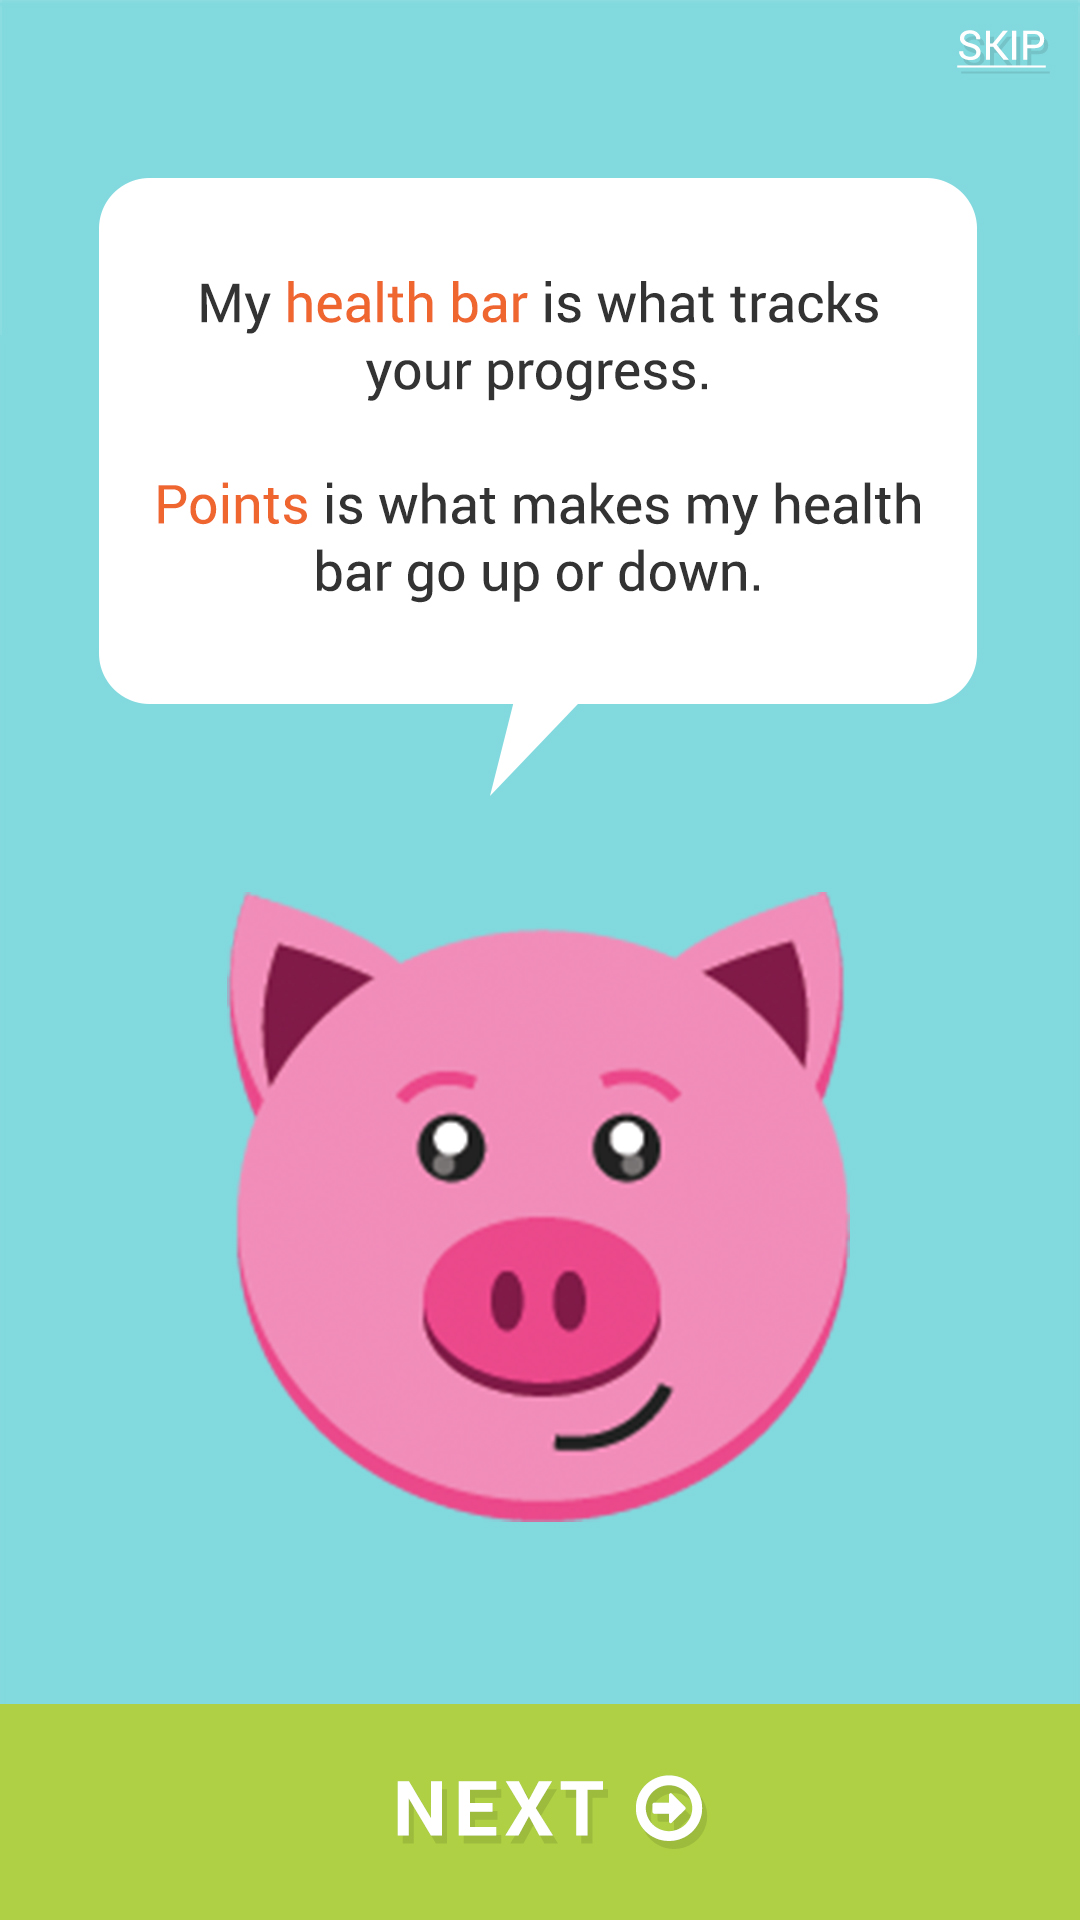 SKIP
My health bar is what tracks
your progress.
Points is what makes my health
bar go up or down.
NEXT